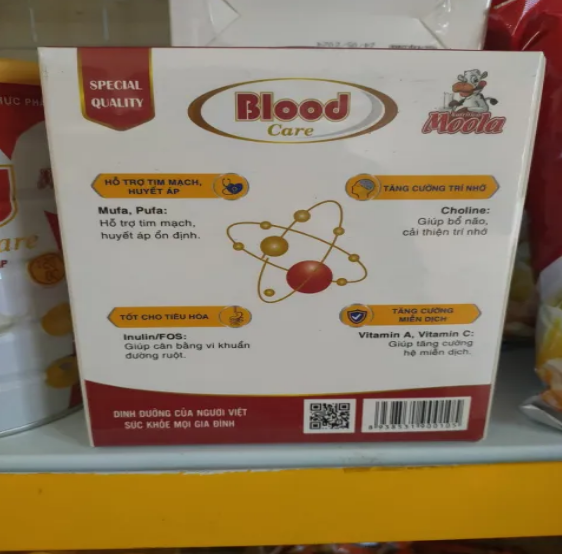 SPECIAL
QUALITY
Blood
Care
Moola
HỖ TRỢ TIM MẠCH,
HUYẾT ÁP
Mufa, Pufa:
Hỗ trợ tim mạch,
huyết áp ổn định.
TĂNG CƯỜNG TRÍ NHỚ
Choline:
Giúp bổ não,
cải thiện trí nhớ
TỐT CHO TIÊU HÓA
Inulin/FOS:
Giúp cân bằng vi khuẩn
đường ruột.
TĂNG CƯỜNG
MIỄN DỊCH
Vitamin A, Vitamin C:
Giúp tăng cường
hệ miễn dịch.
DINH DƯỠNG CỦA NGƯỜI VIỆT
SỨC KHỎE MỌI GIA ĐÌNH